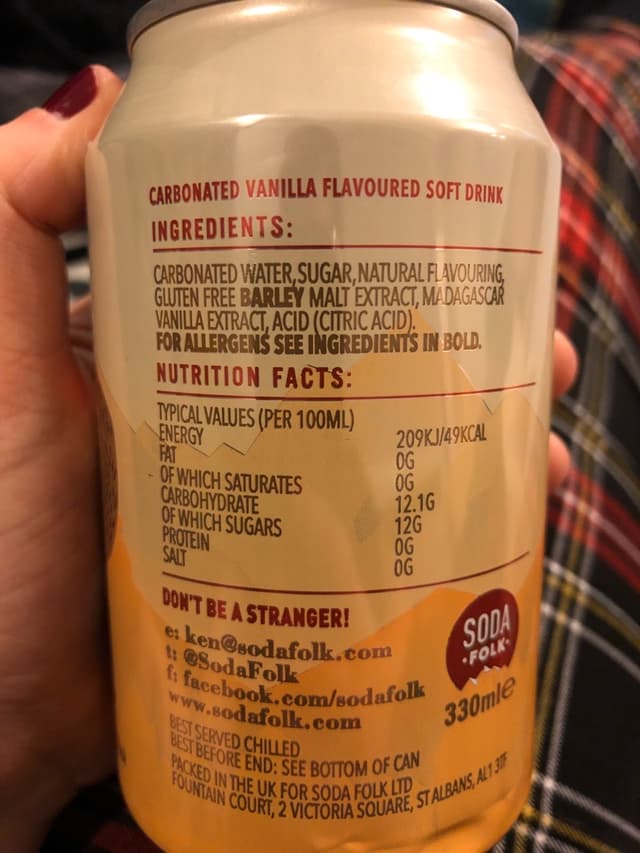 CARBONATED VANILLA FLAVOURED SOFT DRINK
INGREDIENTS:
CARBONATED WATER, SUGAR, NATURAL FLAVOURING,
GLUTEN FREE BARLEY MALT EXTRACT, MADAGASCAR
VANILLA EXTRACT, ACID (CITRIC ACID).
FOR ALLERGENS SEE INGREDIENTS IN BOLD.
NUTRITION FACTS:
TYPICAL VALUES (PER 100ML)
ENERGY 209KJ/49KCAL
FAT 0G
OF WHICH SATURATES 0G
CARBOHYDRATE 12.1G
OF WHICH SUGARS 12G
PROTEIN 0G
SALT 0G
DON'T BE A STRANGER!
e: ken@sodafolk.com
t: @SodaFolk
f: facebook.com/sodafolk
www.sodafolk.com
SODA
·FOLK·
330ml℮
BEST SERVED CHILLED
BEST BEFORE END: SEE BOTTOM OF CAN
PACKED IN THE UK FOR SODA FOLK LTD
FOUNTAIN COURT, 2 VICTORIA SQUARE, ST ALBANS, AL1 3TF